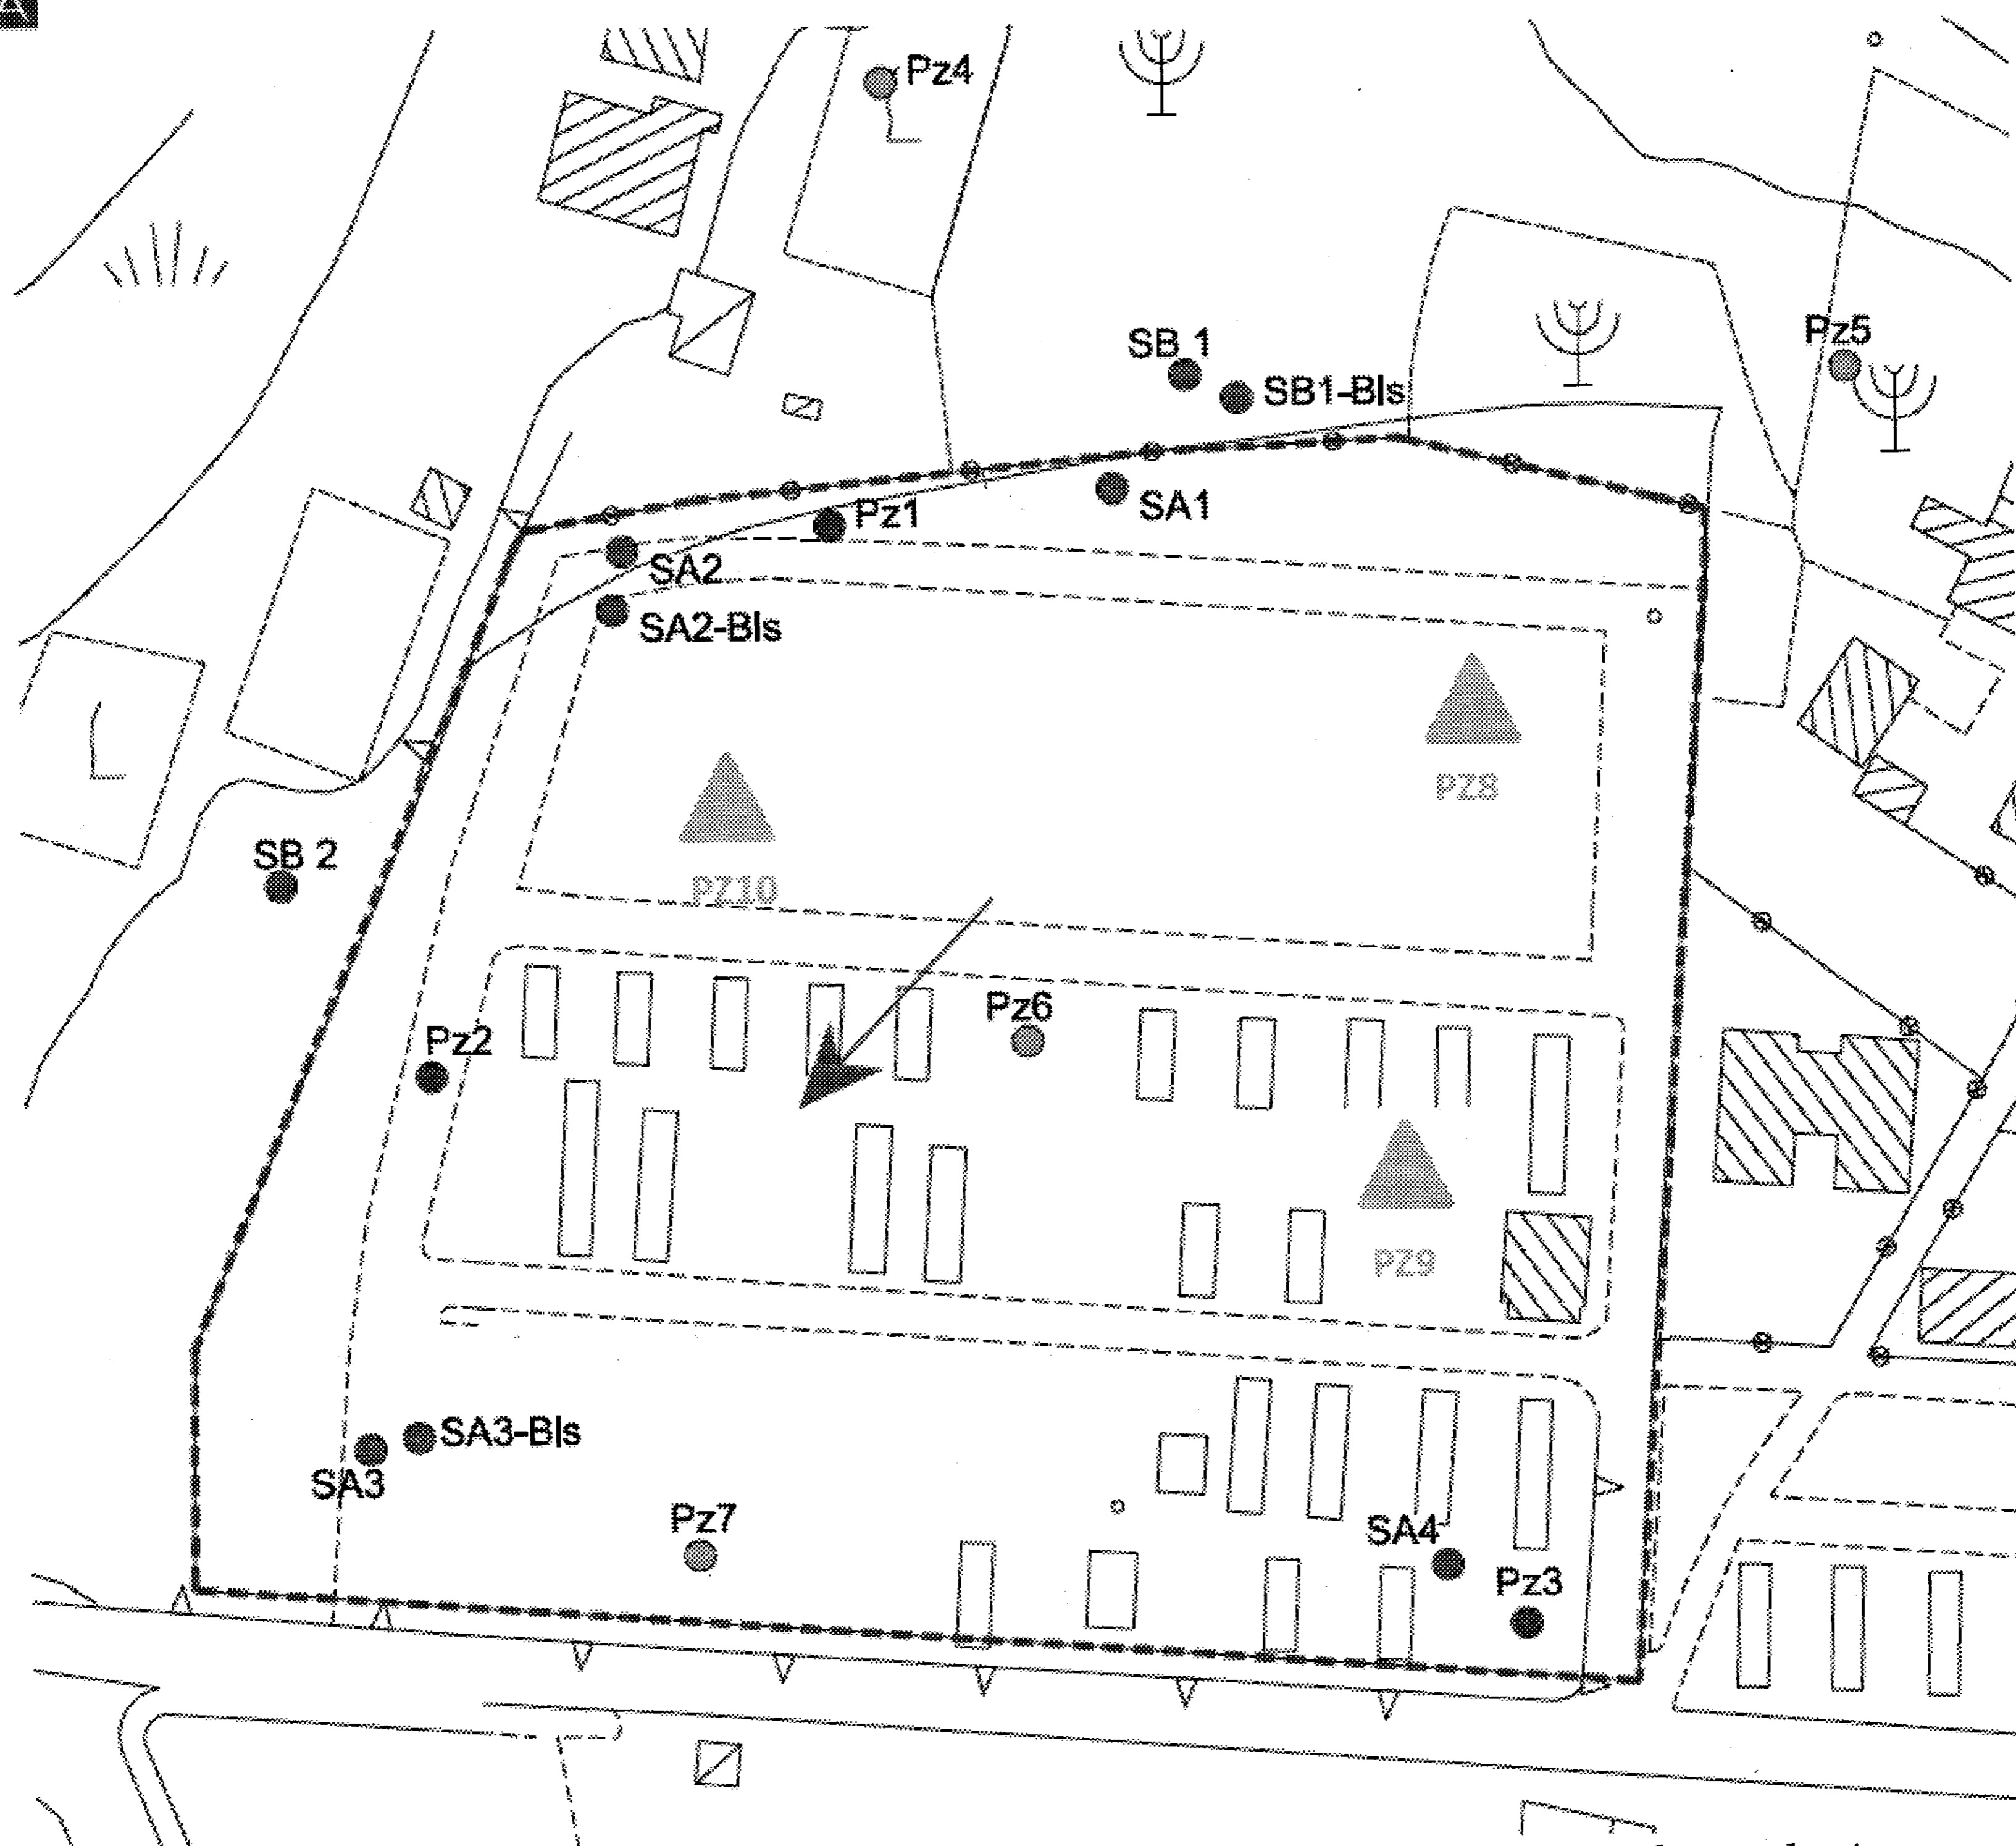 A
Pz4
Pz5
SB 1
SB1-Bls
SA1
Pz1
SA2
SA2-Bls
PZ8
PZ10
SB 2
Pz6
Pz2
PZ9
SA3-Bls
SA3
Pz7
SA4
Pz3